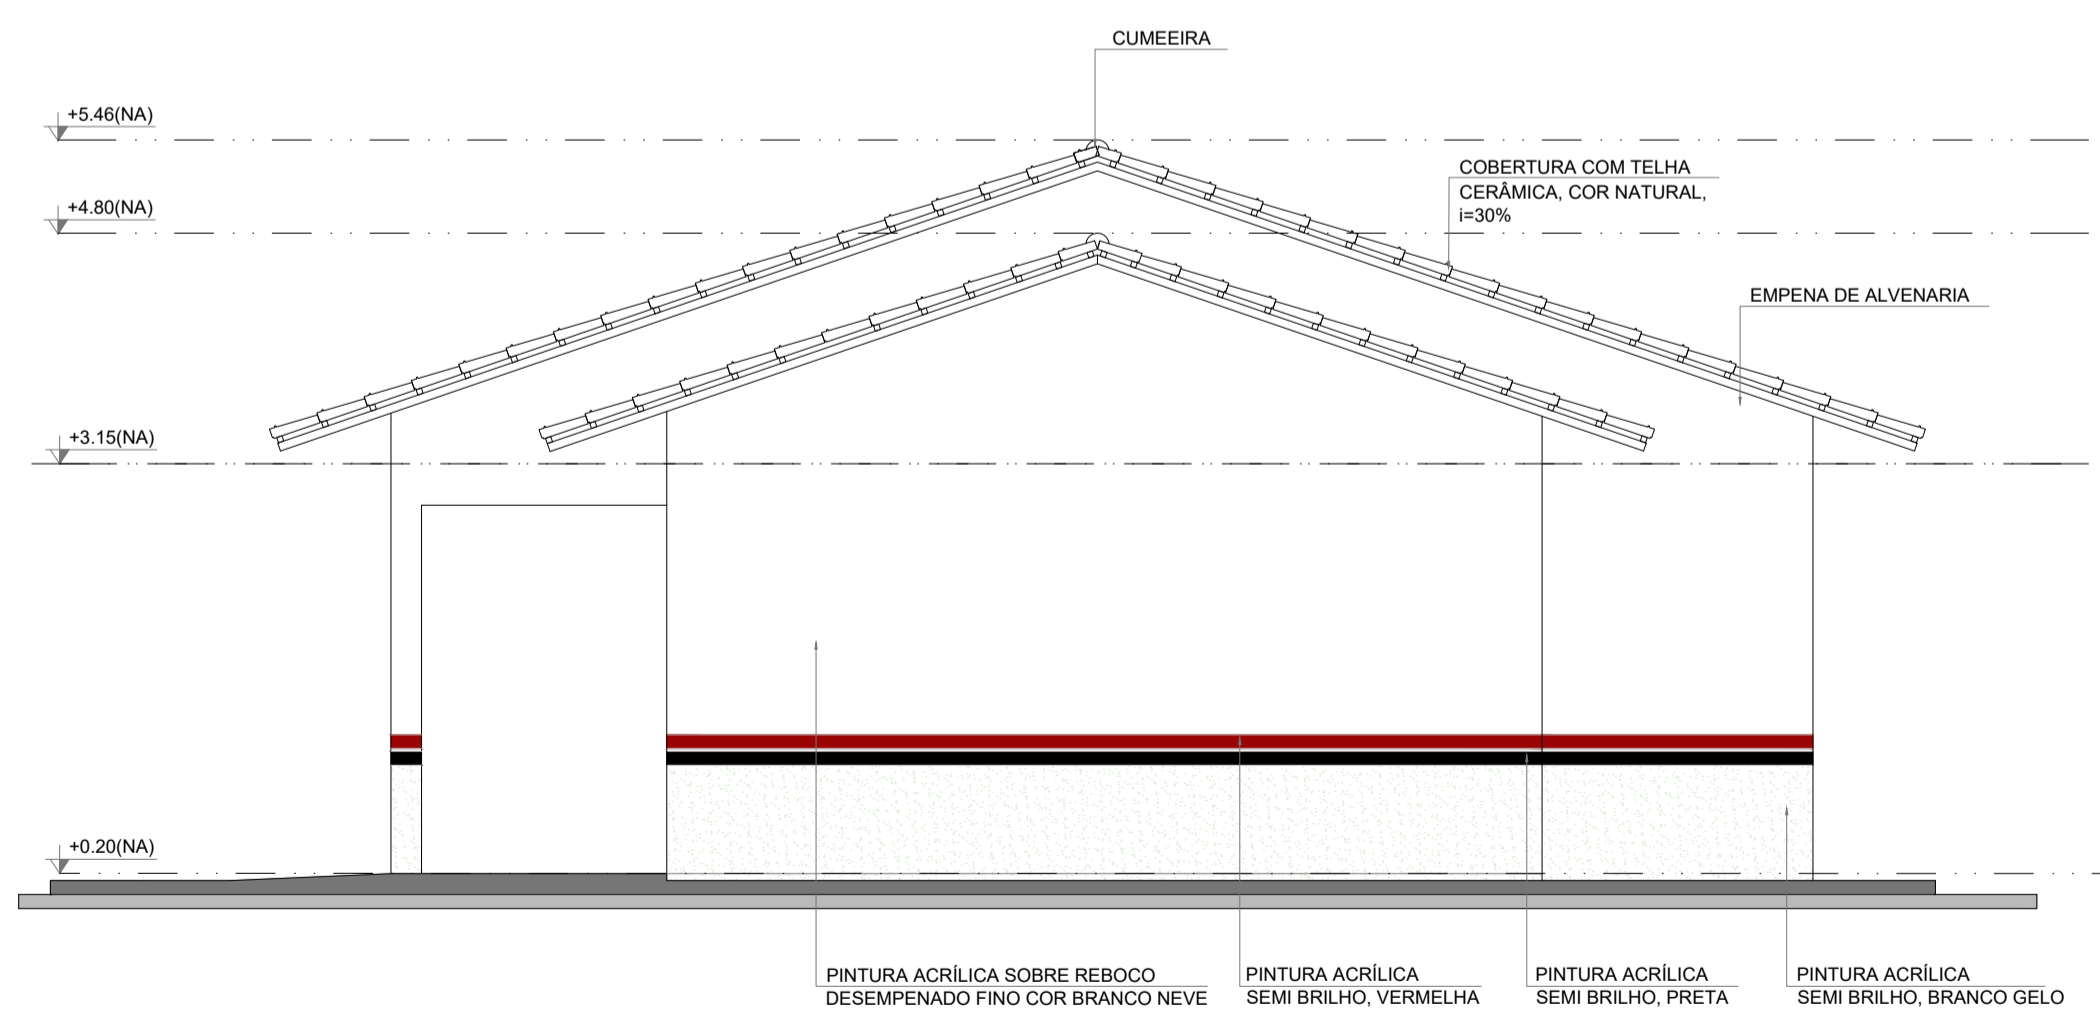 CUMEEIRA
+5.46(NA)
COBERTURA COM TELHA
CERÂMICA, COR NATURAL,
i=30%
+4.80(NA)
EMPENA DE ALVENARIA
+3.15(NA)
+0.20(NA)
PINTURA ACRÍLICA SOBRE REBOCO
DESEMPENADO FINO COR BRANCO NEVE
PINTURA ACRÍLICA
SEMI BRILHO, VERMELHA
PINTURA ACRÍLICA
SEMI BRILHO, PRETA
PINTURA ACRÍLICA
SEMI BRILHO, BRANCO GELO